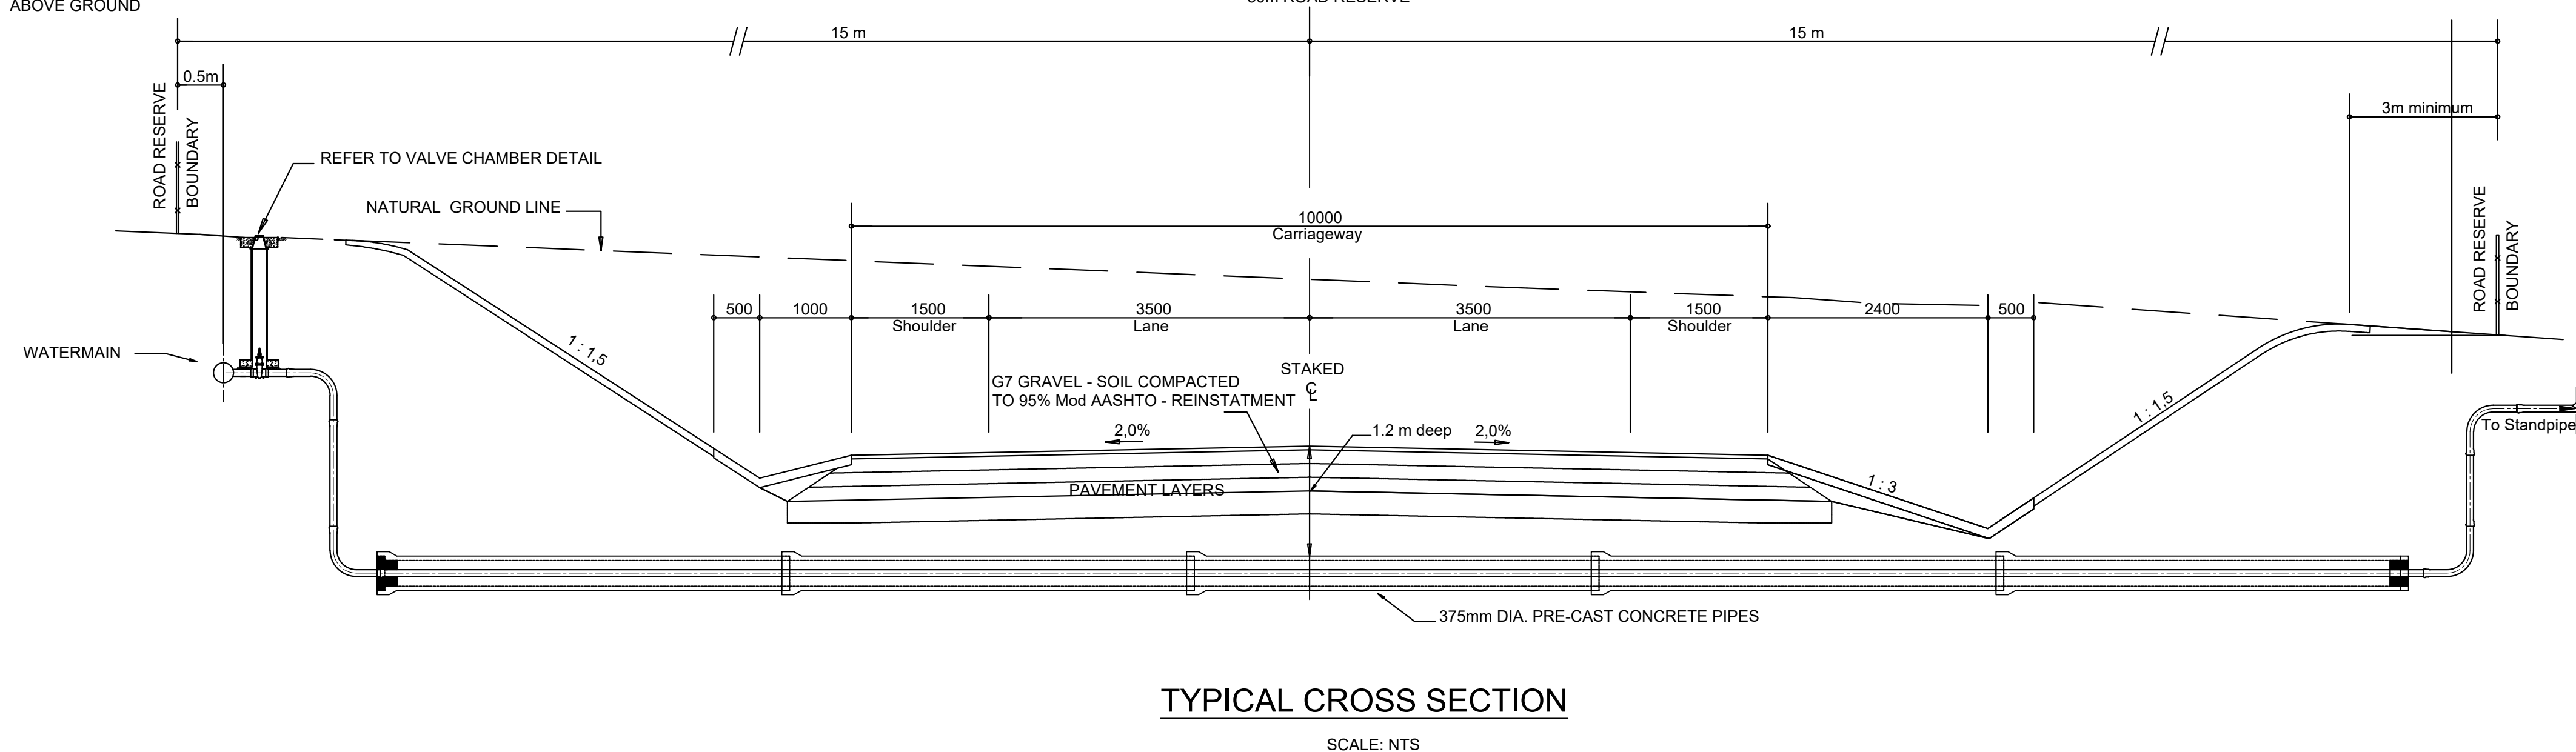 ABOVE GROUND
30m ROAD RESERVE
15 m
15 m
0.5m
3m minimum
ROAD RESERVE
BOUNDARY
REFER TO VALVE CHAMBER DETAIL
NATURAL GROUND LINE
10000
Carriageway
ROAD RESERVE
BOUNDARY
500
1000
1500
Shoulder
3500
Lane
3500
Lane
1500
Shoulder
2400
500
WATERMAIN
1 : 1,5
STAKED
CL
G7 GRAVEL - SOIL COMPACTED
TO 95% Mod AASHTO - REINSTATMENT
1 : 1,5
2,0%
1.2 m deep
2,0%
To Standpipe
PAVEMENT LAYERS
1 : 3
375mm DIA. PRE-CAST CONCRETE PIPES
TYPICAL CROSS SECTION
SCALE: NTS